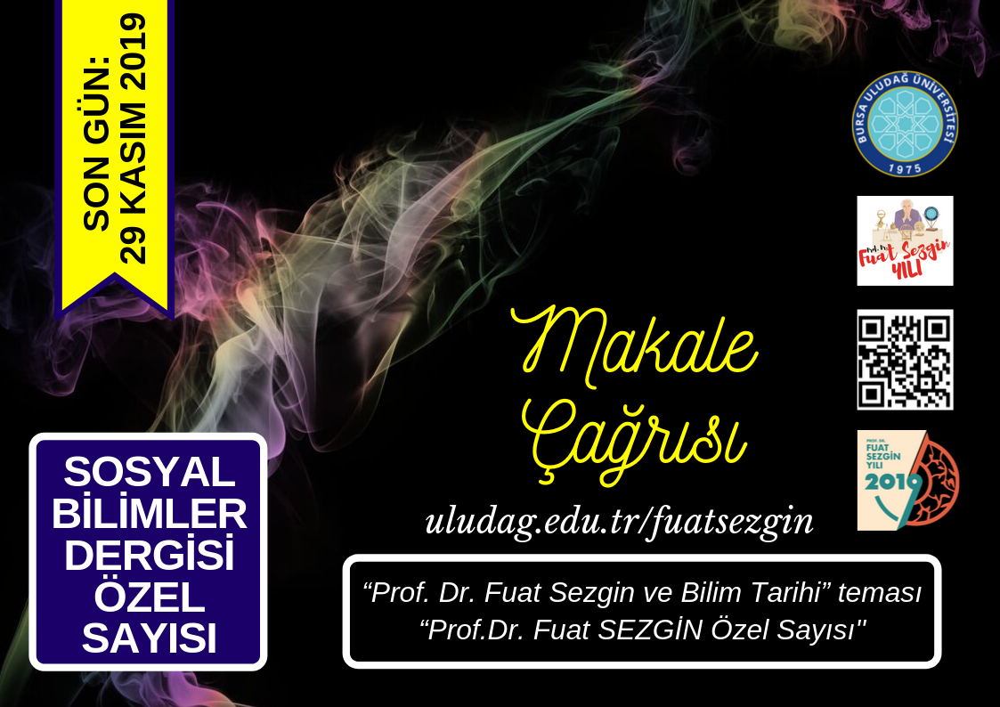 SON GÜN:
29 KASIM 2019
BURSA ULUDAĞ ÜNİVERSİTESİ
1975
Prof. Dr.
Fuat Sezgin
YILI
Makale
Çağrısı
uludag.edu.tr/fuatsezgin
PROF. DR.
FUAT
SEZGİN
YILI
2019
SOSYAL
BİLİMLER
DERGİSİ
ÖZEL
SAYISI
“Prof. Dr. Fuat Sezgin ve Bilim Tarihi” teması
“Prof.Dr. Fuat SEZGİN Özel Sayısı"